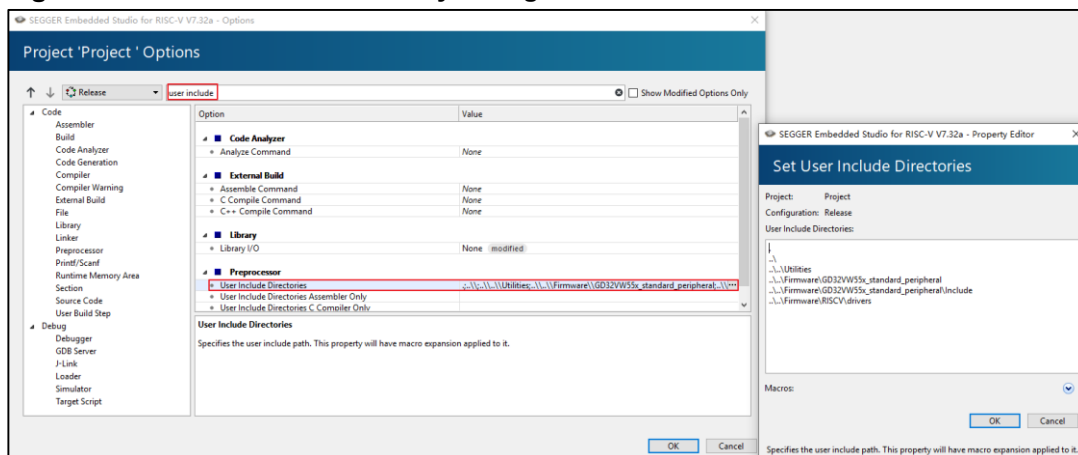 SEGGER Embedded Studio for RISC-V V7.32a - Options
Project 'Project ' Options
Release
user include
Show Modified Options Only
Code
Assembler
Build
Code Analyzer
Code Generation
Compiler
Compiler Warning
External Build
File
Library
Linker
Preprocessor
Printf/Scanf
Runtime Memory Area
Section
Source Code
User Build Step
Debug
Debugger
GDB Server
J-Link
Loader
Simulator
Target Script
Option Value
Code Analyzer
Analyze Command None
External Build
Assemble Command None
C Compile Command None
C++ Compile Command None
Library
Library I/O None modified
Preprocessor
User Include Directories .;..\\;..\\..\\Utilities;..\\..\\Firmware\\GD32VW55x_standard_peripheral;..\\···
User Include Directories Assembler Only
User Include Directories C Compiler Only
User Include Directories
Specifies the user include path. This property will have macro expansion applied to it.
OK Cancel
SEGGER Embedded Studio for RISC-V V7.32a - Property Editor
Set User Include Directories
Project: Project
Configuration: Release
User Include Directories:
.
..\
..\..\Utilities
..\..\Firmware\GD32VW55x_standard_peripheral
..\..\Firmware\GD32VW55x_standard_peripheral\Include
..\..\Firmware\RISCV\drivers
Macros:
OK Cancel
Specifies the user include path. This property will have macro expansion applied to it.